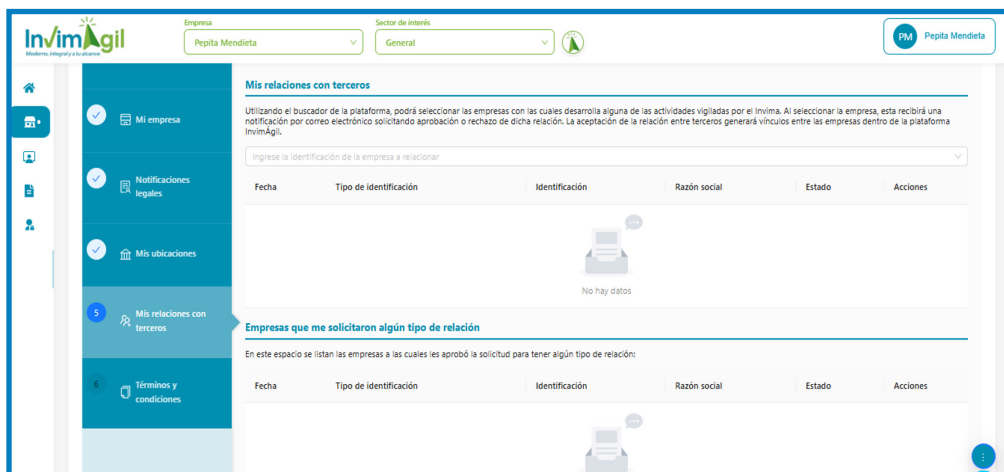 InvimÁgil
Moderno, integral y a tu alcance
Empresa
Pepita Mendieta
Sector de interés
General
PM Pepita Mendieta
Mi empresa
Notificaciones
legales
Mis ubicaciones
5 Mis relaciones con
terceros
6 Términos y
condiciones
Mis relaciones con terceros
Utilizando el buscador de la plataforma, podrá seleccionar las empresas con las cuales desarrolla alguna de las actividades vigiladas por el Invima. Al seleccionar la empresa, esta recibirá una
notificación por correo electrónico solicitando aprobación o rechazo de dicha relación. La aceptación de la relación entre terceros generará vínculos entre las empresas dentro de la plataforma
InvimÁgil.
Ingrese la identificación de la empresa a relacionar
Fecha Tipo de identificación Identificación Razón social Estado Acciones
No hay datos
Empresas que me solicitaron algún tipo de relación
En este espacio se listan las empresas a las cuales les aprobó la solicitud para tener algún tipo de relación:
Fecha Tipo de identificación Identificación Razón social Estado Acciones